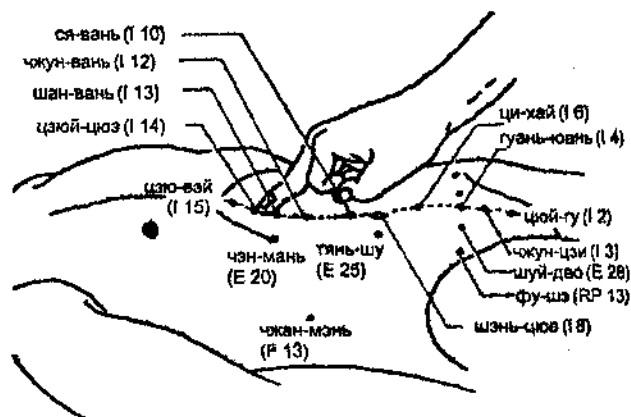 ся-вань (I 10)
чжун-вань (I 12)
шан-вань (I 13)
цзюй-цюэ (I 14)
цзю-вэй
(I 15)
чэн-мань
(E 20)
тянь-шу
(E 25)
чжан-мэнь
(F 13)
ци-хай (I 6)
гуань-юань (I 4)
цюй-гу (I 2)
чжун-цзи (I 3)
шуй-дао (E 28)
фу-шэ (RP 13)
шэнь-цюе (I 8)